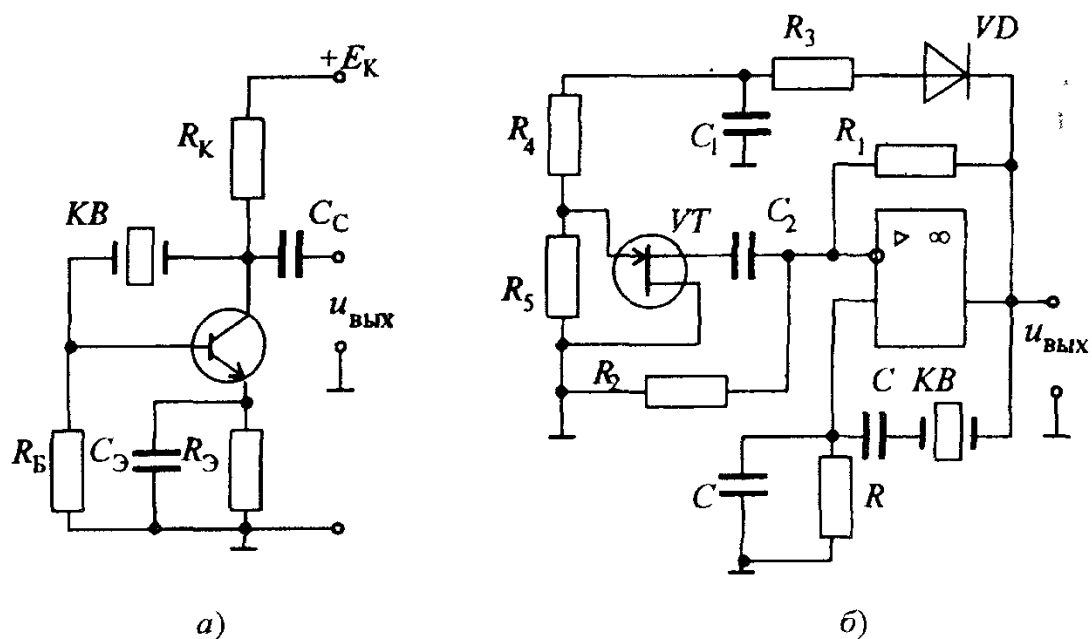 +E_К
R_К
KB
C_С
u_вых
R_Б
C_Э
R_Э
а)
R_3
VD
R_4
C_1
R_1
VT
C_2
▷ ∞
R_5
u_вых
R_2
C
KB
C
R
б)